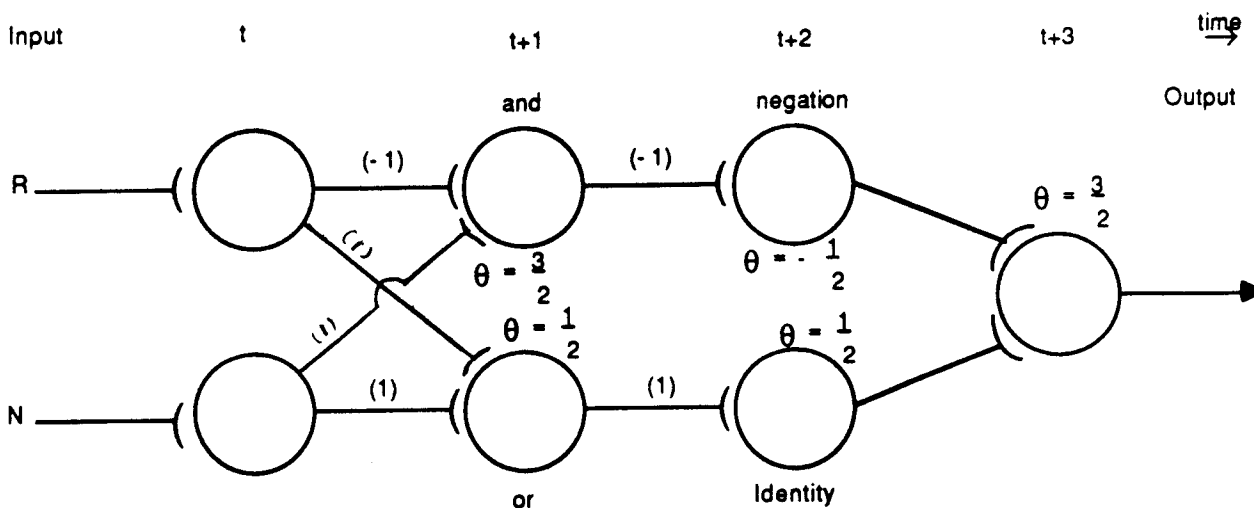 Input t t+1 t+2 t+3 time
and negation Output
R (-1) (-1)
(1) θ = 3/2
θ = 3/2 θ = - 1/2
(1) θ = 1/2 θ = 1/2
N (1) (1)
or Identity